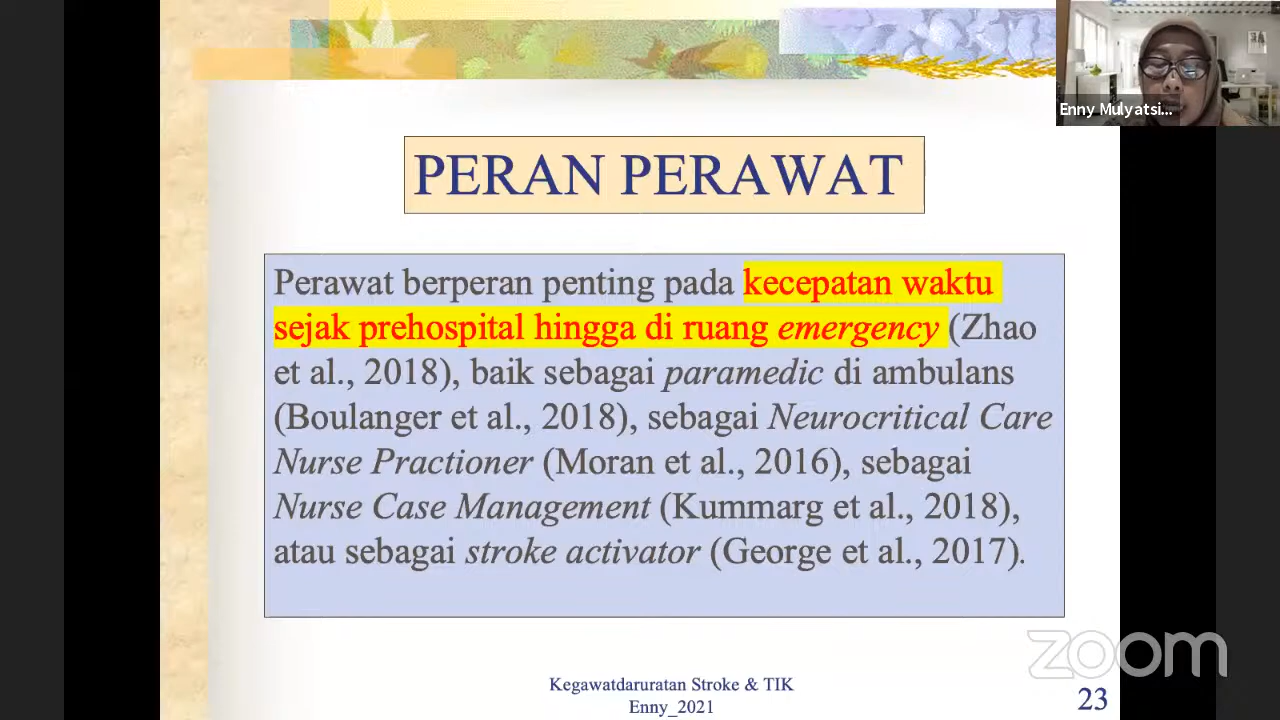 Enny Mulyatsi...
PERAN PERAWAT
Perawat berperan penting pada kecepatan waktu
sejak prehospital hingga di ruang emergency (Zhao
et al., 2018), baik sebagai paramedic di ambulans
(Boulanger et al., 2018), sebagai Neurocritical Care
Nurse Practioner (Moran et al., 2016), sebagai
Nurse Case Management (Kummarg et al., 2018),
atau sebagai stroke activator (George et al., 2017).
zoom
Kegawatdaruratan Stroke & TIK
Enny_2021
23